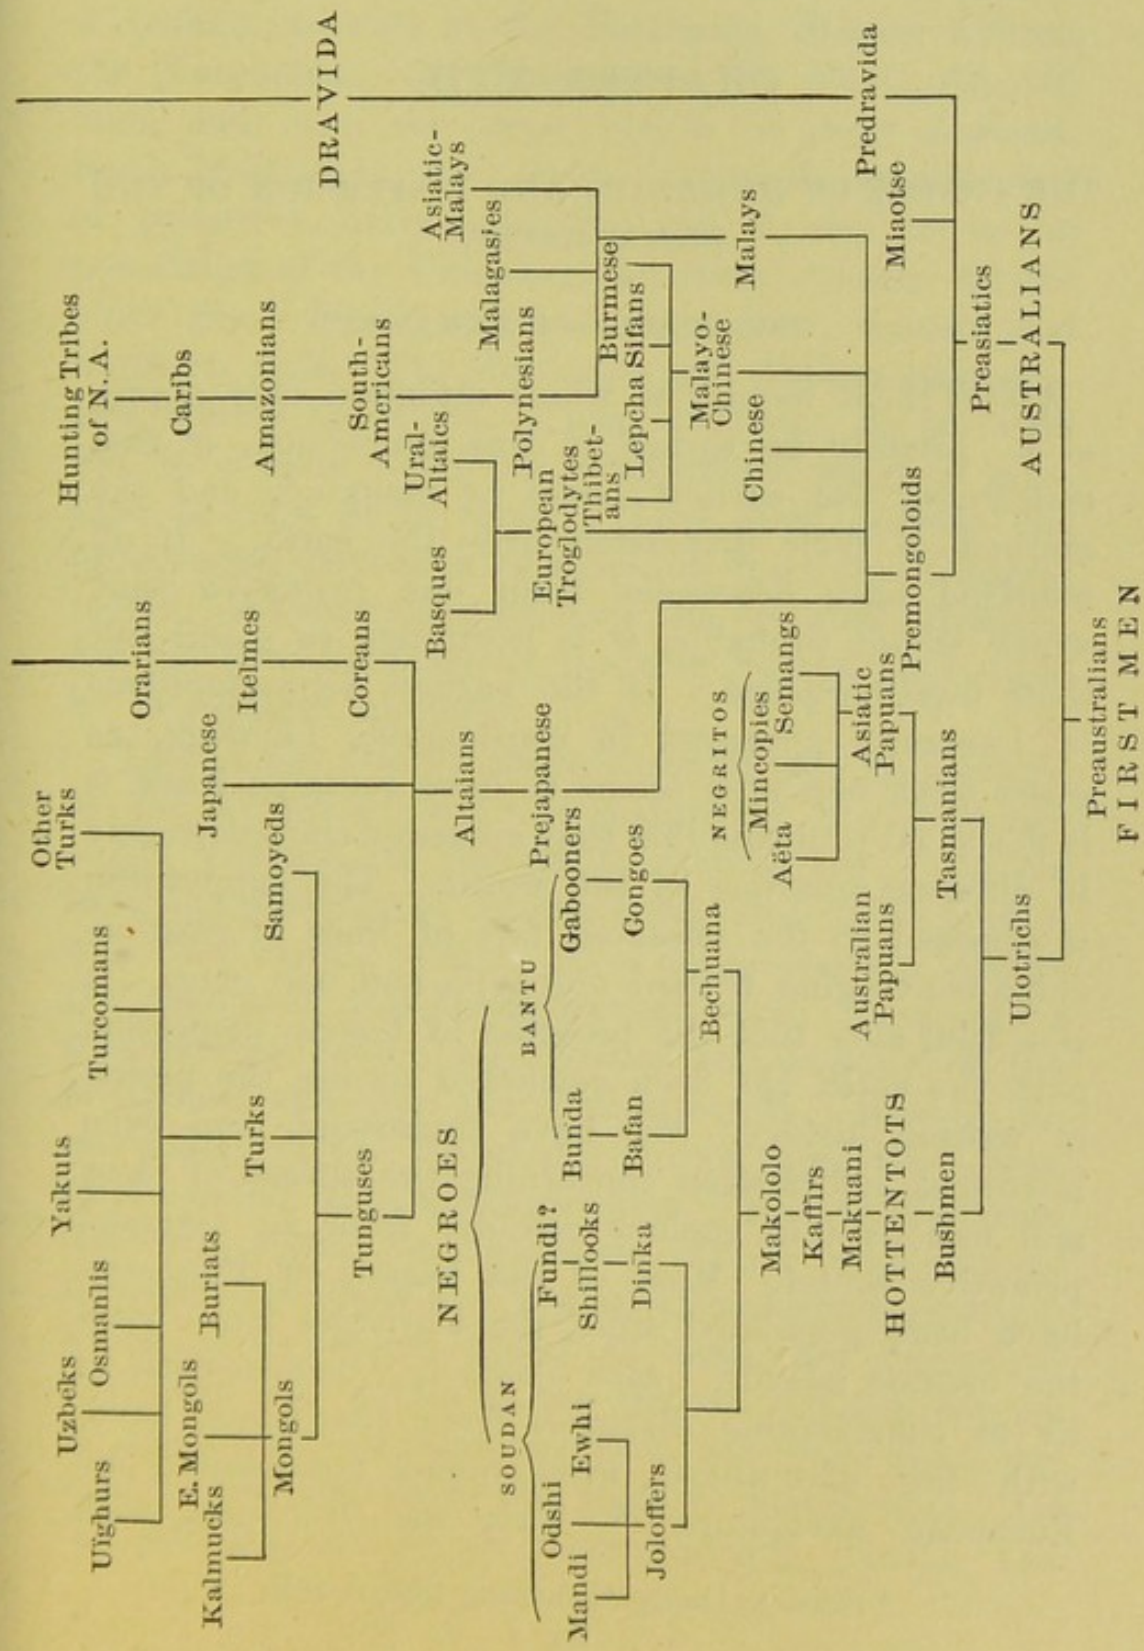 Hunting Tribes
of N. A.
Caribs
Amazonians
South-
Americans
DRAVIDA
Asiatic-
Malays
Malagasies
Polynesians
Ural-
Altaics
Basques
European
Troglodytes
Thibet-
ans
Lepcha
Sifans
Burmese
Malayo-
Chinese
Chinese
Malays
Predravida
Miaotse
Preasiatics
AUSTRALIANS
Premongoloids
Orarians
Itelmes
Coreans
Japanese
Other
Turks
Turcomans
Yakuts
Osmanlis
Uzbeks
Uighurs
Samoyeds
Turks
Buriats
E. Mongols
Kalmucks
Mongols
Tunguses
Altaians
Prejapanese
NEGROES
SOUDAN
BANTU
Mandi
Odshi
Ewhi
Joloffers
Fundi?
Shillooks
Dinka
Bunda
Bafan
Gabooners
Gongoes
Bechuana
Makololo
Kaffirs
Makuani
HOTTENTOTS
Bushmen
NEGRITOS
Aëta
Mincopies
Semangs
Asiatic
Papuans
Australian
Papuans
Tasmanians
Ulotrichs
Preaustralians
FIRST MEN